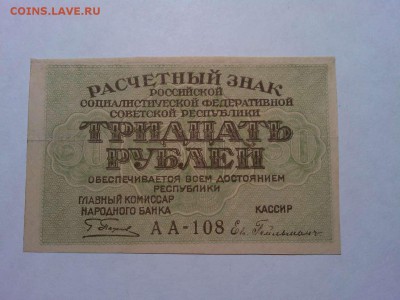 COINS.LAVE.RU
РАСЧЕТНЫЙ ЗНАК
РОССИЙСКОЙ
СОЦИАЛИСТИЧЕСКОЙ ФЕДЕРАТИВНОЙ
СОВЕТСКОЙ РЕСПУБЛИКИ
ТРИДЦАТЬ
РУБЛЕЙ
ОБЕСПЕЧИВАЕТСЯ ВСЕМ ДОСТОЯНИЕМ
РЕСПУБЛИКИ
ГЛАВНЫЙ КОМИССАР
НАРОДНОГО БАНКА КАССИР
АА-108